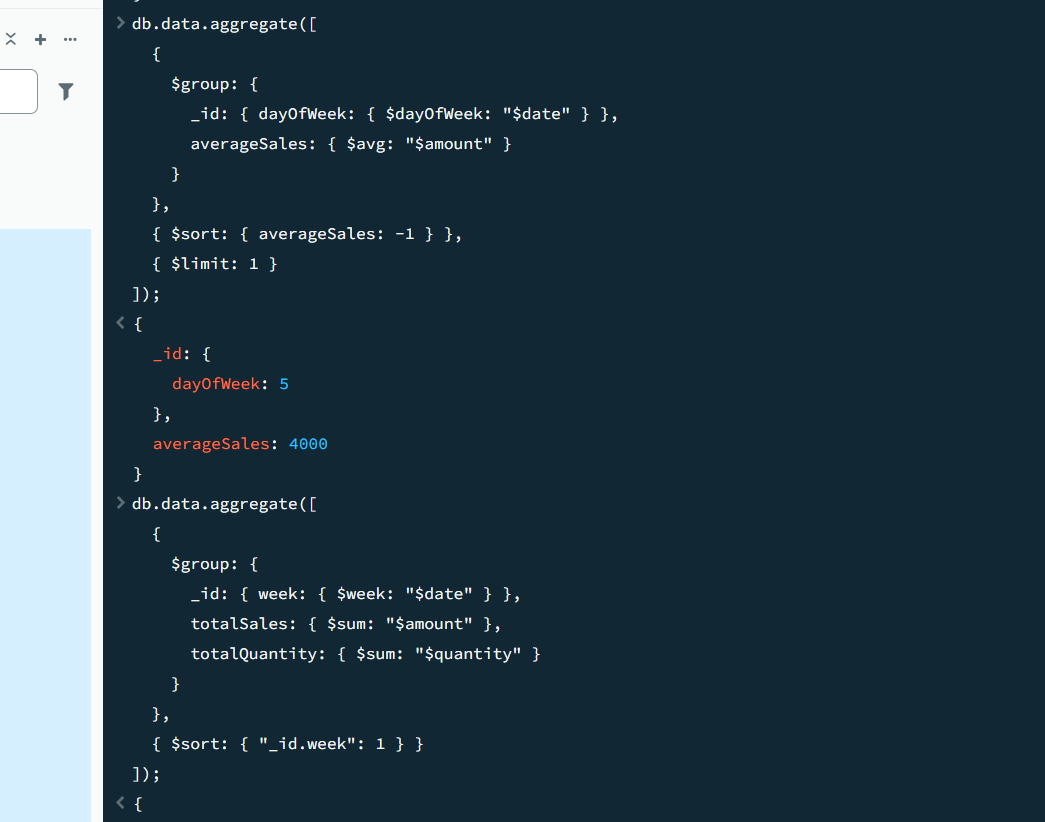 db.data.aggregate([
{
$group: {
_id: { dayOfWeek: { $dayOfWeek: "$date" } },
averageSales: { $avg: "$amount" }
}
},
{ $sort: { averageSales: -1 } },
{ $limit: 1 }
]);
{
_id: {
dayOfWeek: 5
},
averageSales: 4000
}
db.data.aggregate([
{
$group: {
_id: { week: { $week: "$date" } },
totalSales: { $sum: "$amount" },
totalQuantity: { $sum: "$quantity" }
}
},
{ $sort: { "_id.week": 1 } }
]);
{